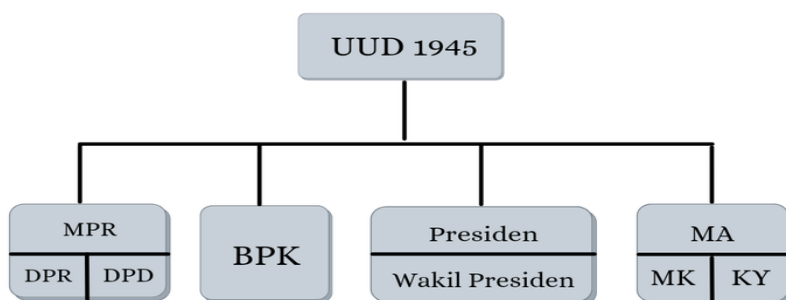 UUD 1945
MPR
DPR DPD
BPK
Presiden
Wakil Presiden
MA
MK KY